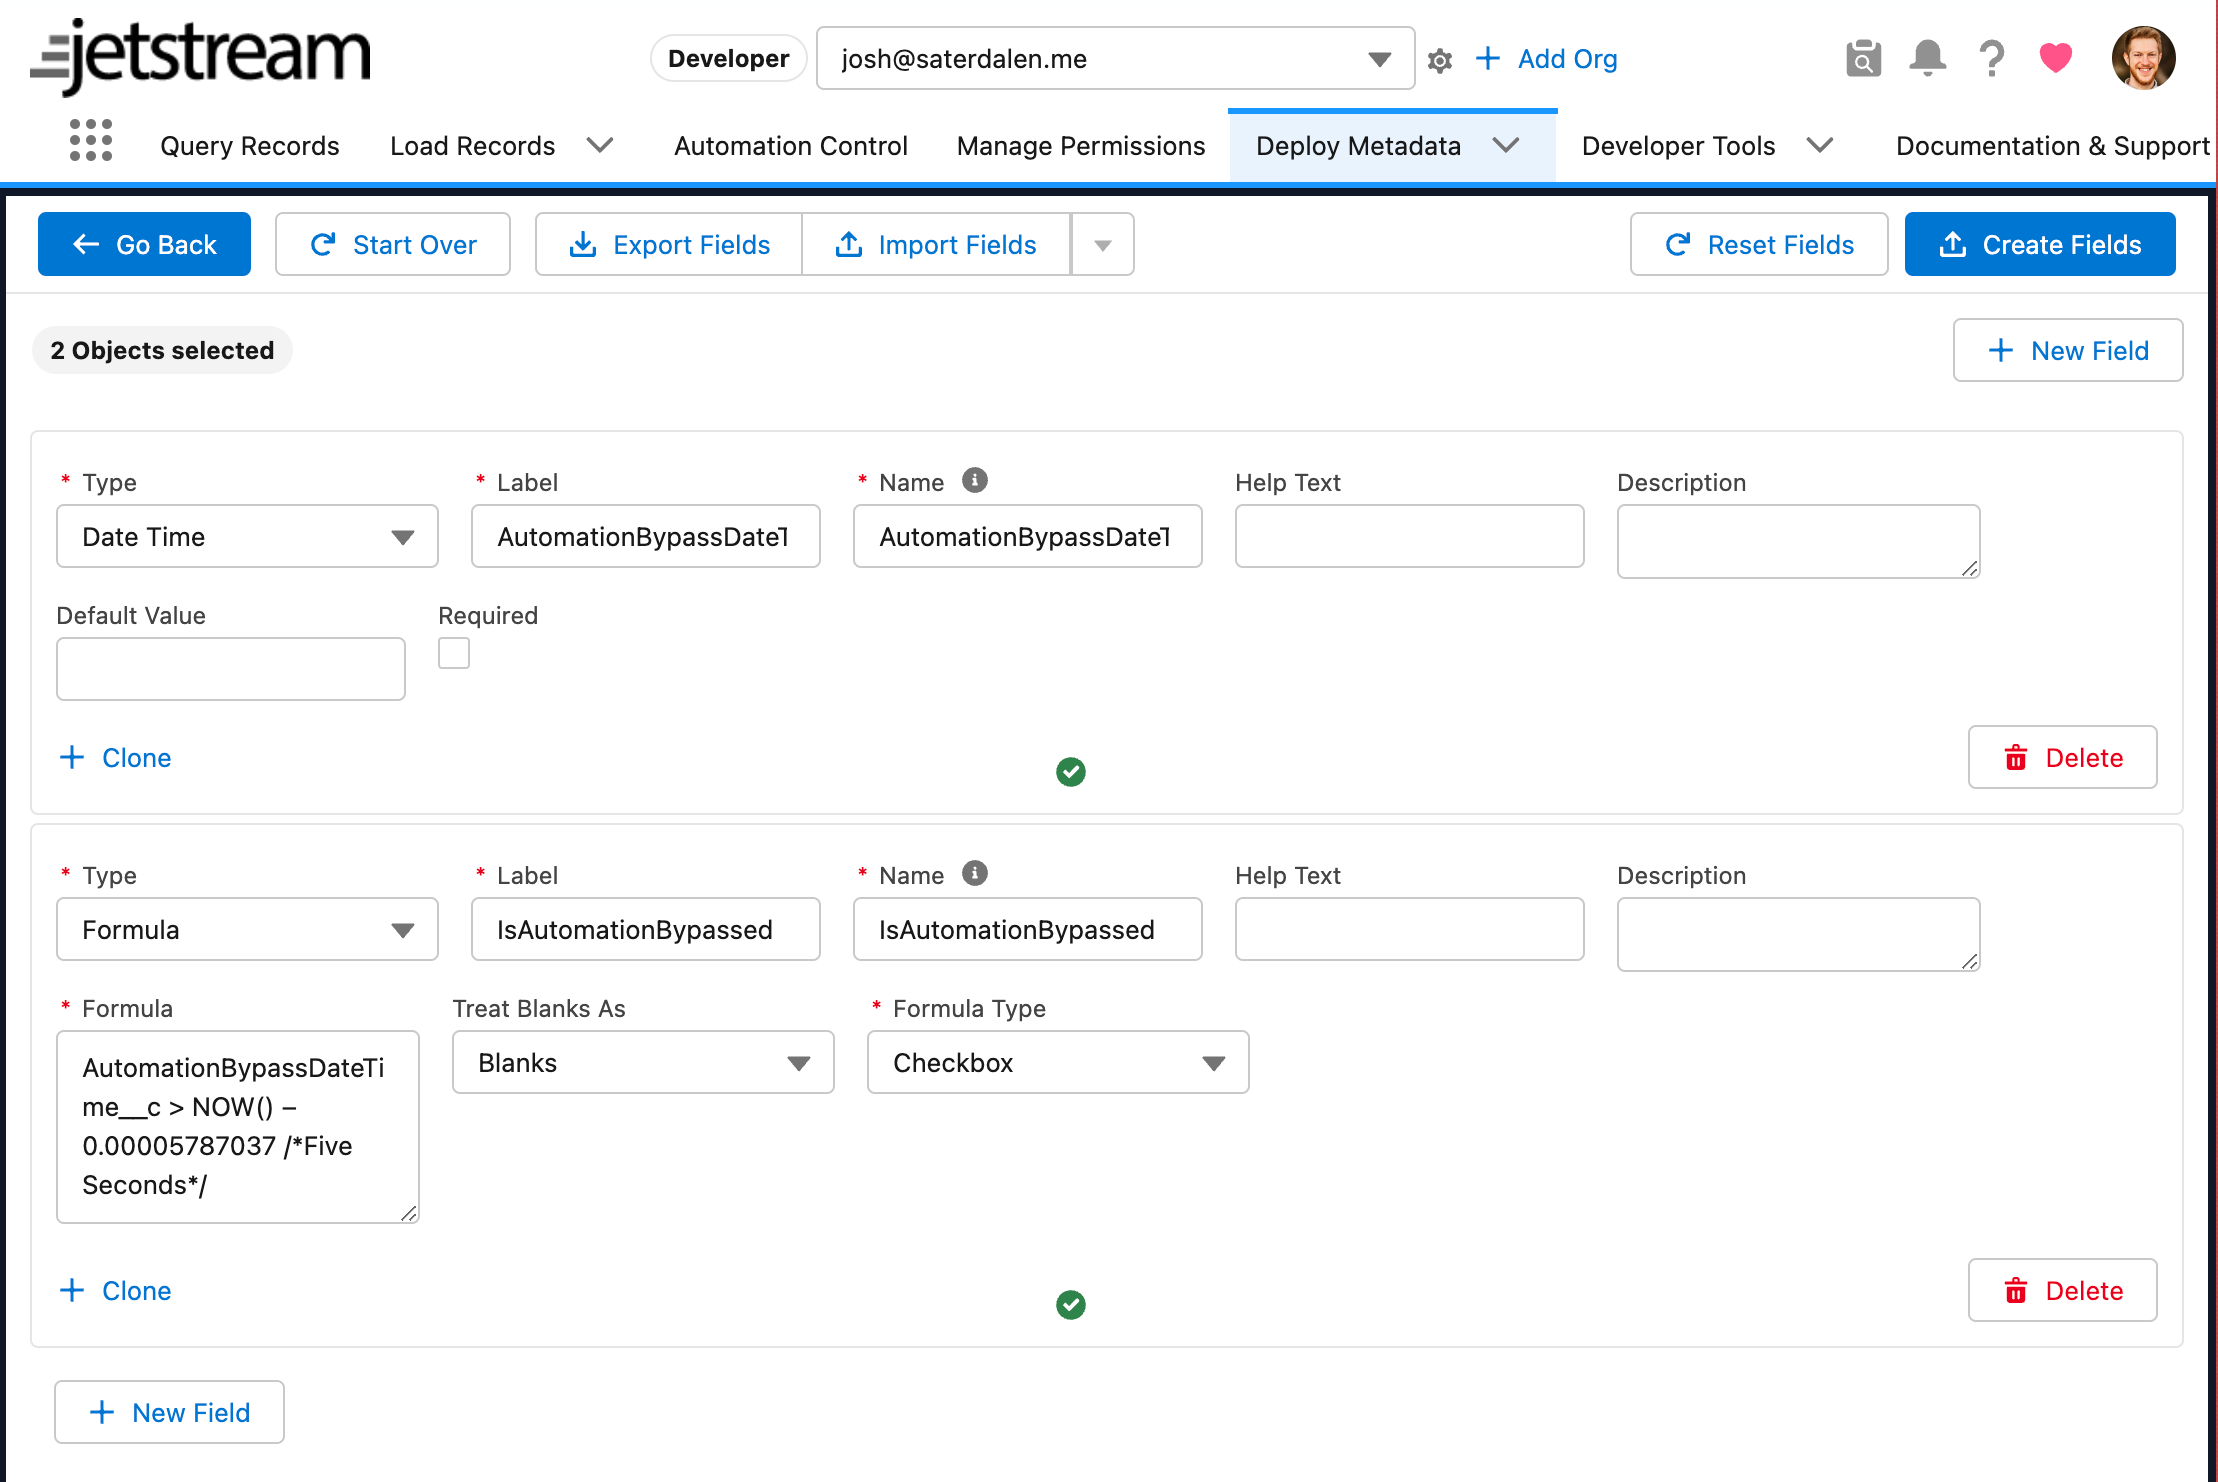 jetstream
Developer
josh@saterdalen.me
Add Org
Query Records
Load Records
Automation Control
Manage Permissions
Deploy Metadata
Developer Tools
Documentation & Support
Go Back
Start Over
Export Fields
Import Fields
Reset Fields
Create Fields
2 Objects selected
New Field
* Type
* Label
* Name
Help Text
Description
Date Time
AutomationBypassDateT
AutomationBypassDateT
Default Value
Required
Clone
Delete
* Type
* Label
* Name
Help Text
Description
Formula
IsAutomationBypassed
IsAutomationBypassed
* Formula
Treat Blanks As
* Formula Type
AutomationBypassDateTi
me__c > NOW() –
0.00005787037 /*Five
Seconds*/
Blanks
Checkbox
Clone
Delete
New Field